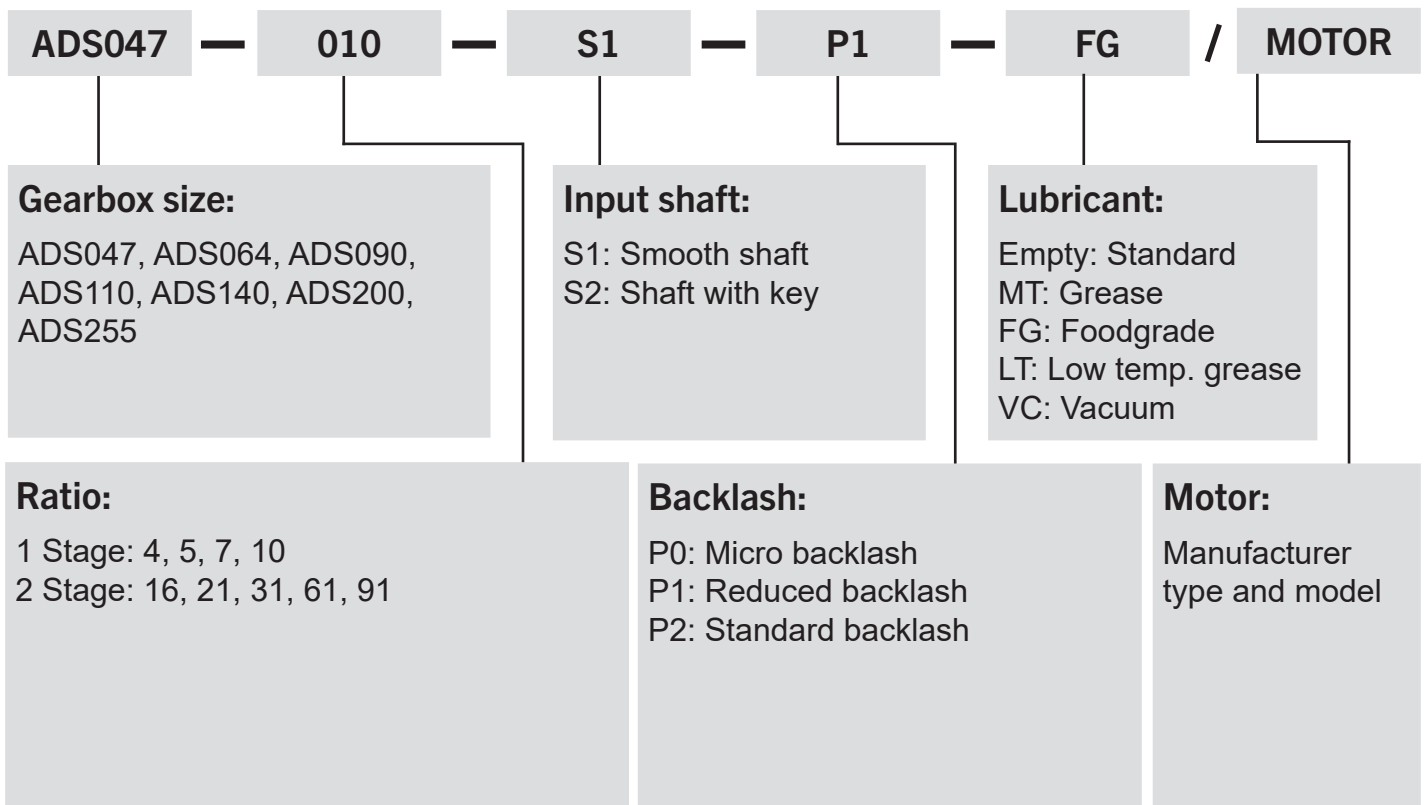 ADS047 — 010 — S1 — P1 — FG / MOTOR
Gearbox size:
ADS047, ADS064, ADS090,
ADS110, ADS140, ADS200,
ADS255
Input shaft:
S1: Smooth shaft
S2: Shaft with key
Lubricant:
Empty: Standard
MT: Grease
FG: Foodgrade
LT: Low temp. grease
VC: Vacuum
Ratio:
1 Stage: 4, 5, 7, 10
2 Stage: 16, 21, 31, 61, 91
Backlash:
P0: Micro backlash
P1: Reduced backlash
P2: Standard backlash
Motor:
Manufacturer
type and model